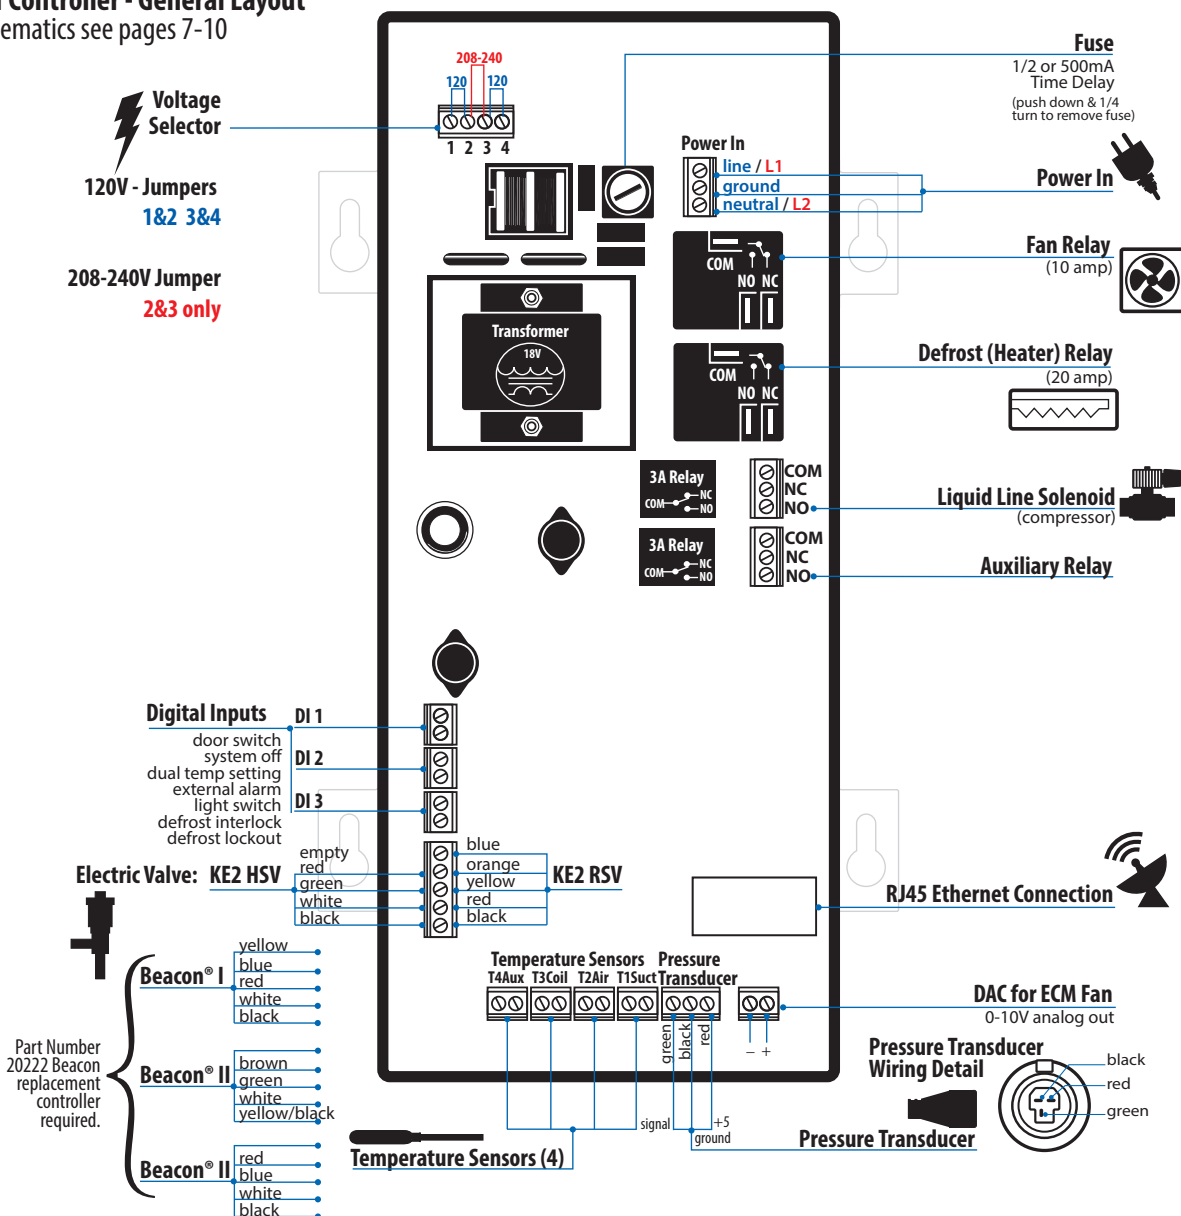 Controller - General Layout
ematics see pages 7-10
Voltage
Selector
120V - Jumpers
1&2 3&4
208-240V Jumper
2&3 only
208-240
120 120
1 2 3 4
Power In
line / L1
ground
neutral / L2
Fuse
1/2 or 500mA
Time Delay
(push down & 1/4
turn to remove fuse)
Power In
Fan Relay
(10 amp)
COM
NO NC
Transformer
18V
Defrost (Heater) Relay
(20 amp)
COM
NO NC
3A Relay
COM
NC
NO
COM
NC
NO
Liquid Line Solenoid
(compressor)
3A Relay
COM
NC
NO
COM
NC
NO
Auxiliary Relay
Digital Inputs
door switch
system off
dual temp setting
external alarm
light switch
defrost interlock
defrost lockout
DI 1
DI 2
DI 3
Electric Valve: KE2 HSV
empty
red
green
white
black
blue
orange
yellow
red
black
KE2 RSV
RJ45 Ethernet Connection
Beacon® I
yellow
blue
red
white
black
Part Number
20222 Beacon
replacement
controller
required.
Beacon® II
brown
green
white
yellow/black
Beacon® II
red
blue
white
black
Temperature Sensors
T4Aux T3Coil T2Air T1Suct
Pressure
Transducer
green
black
red
– +
signal
+5
ground
Temperature Sensors (4)
DAC for ECM Fan
0-10V analog out
Pressure Transducer
Wiring Detail
black
red
green
Pressure Transducer